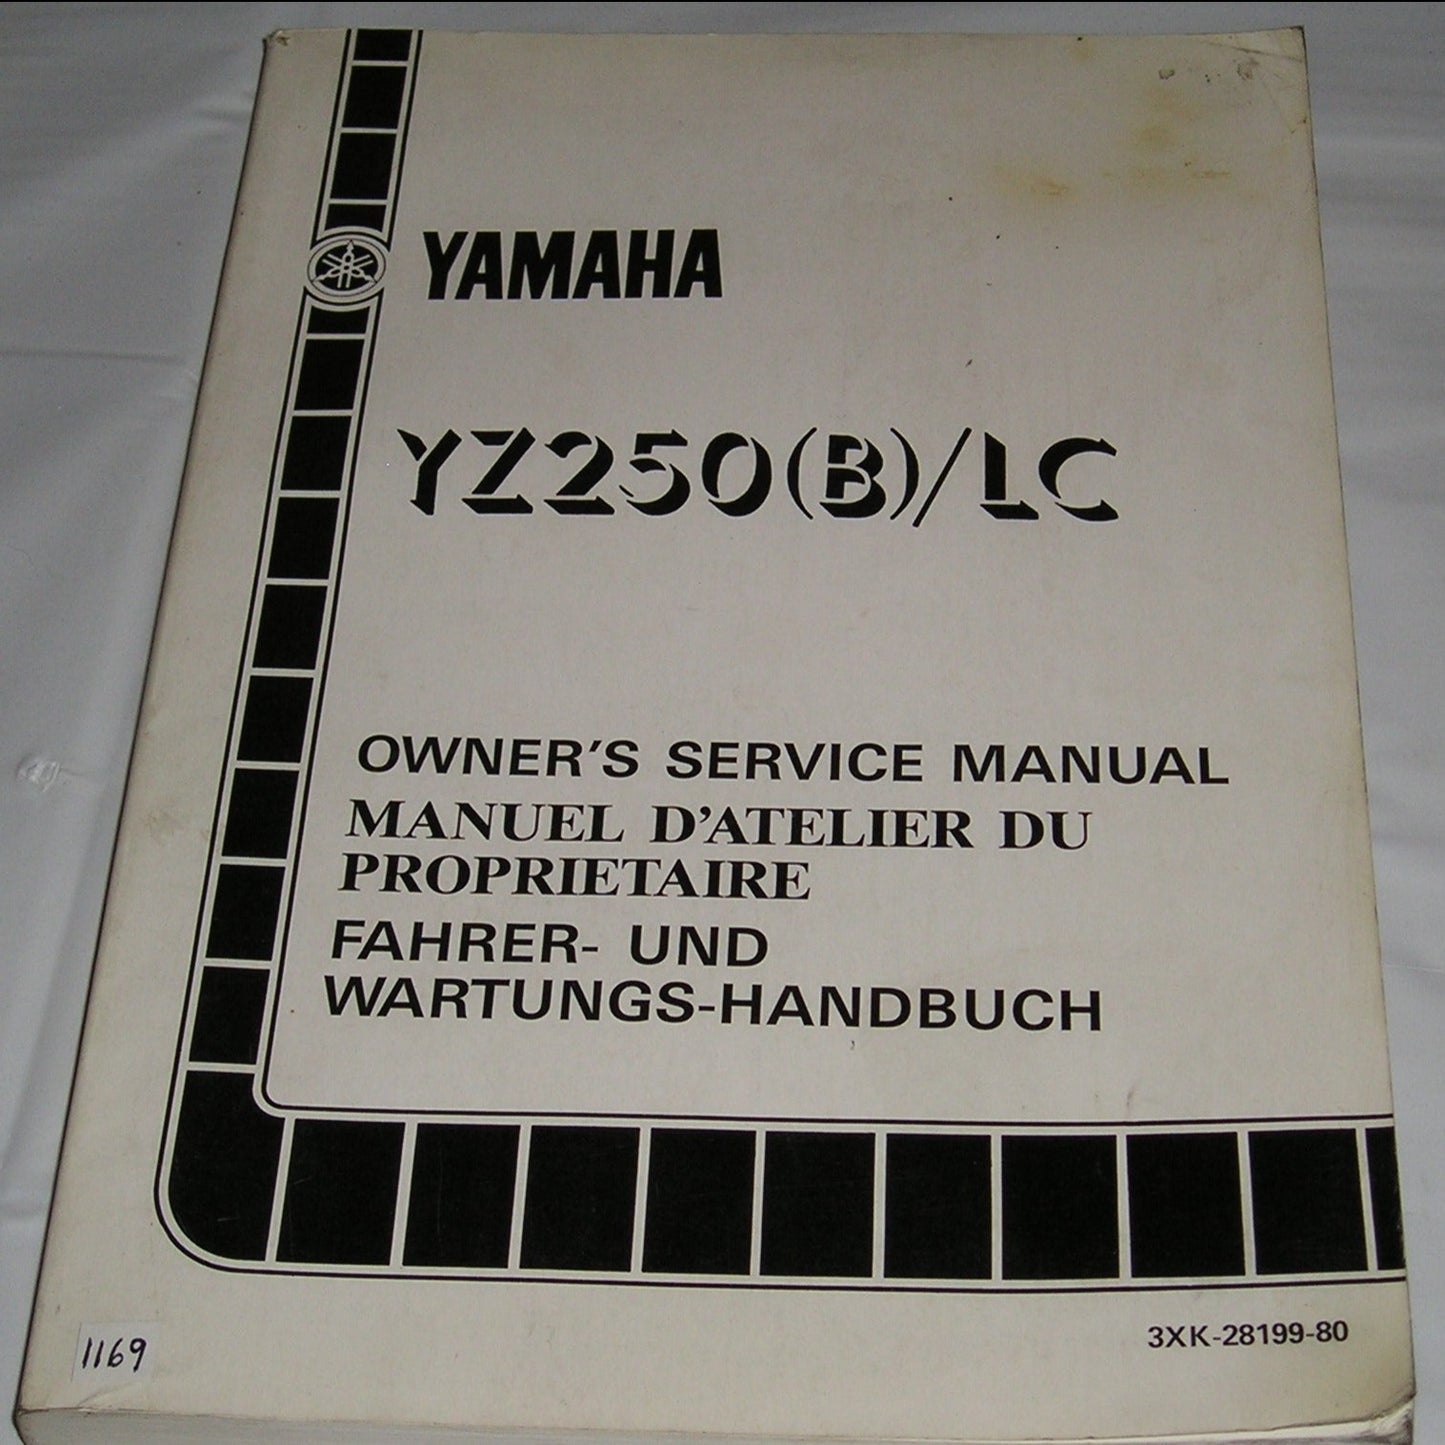 YAMAHA
YZ250(B)/LC
OWNER'S SERVICE MANUAL
MANUEL D'ATELIER DU
PROPRIETAIRE
FAHRER- UND
WARTUNGS-HANDBUCH
3XK-28199-80
1169